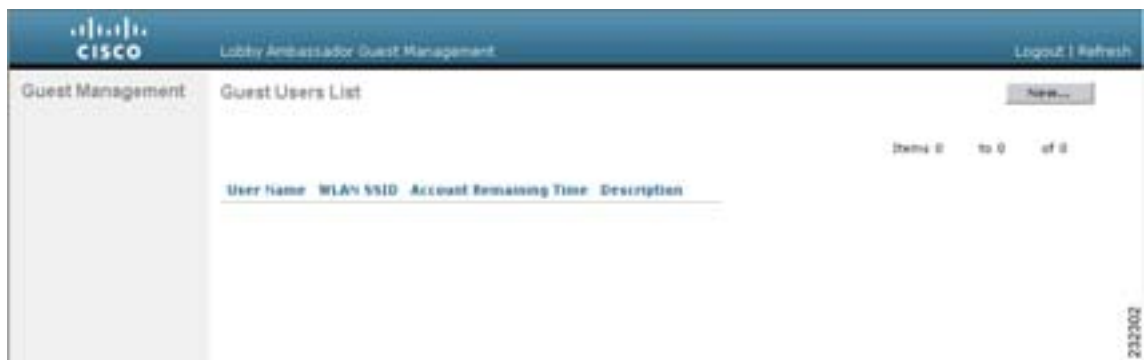 CISCO
Lobby Ambassador Guest Management
Logout | Refresh
Guest Management
Guest Users List
New...
Items 0 to 0 of 0
User Name WLAN SSID Account Remaining Time Description
232302